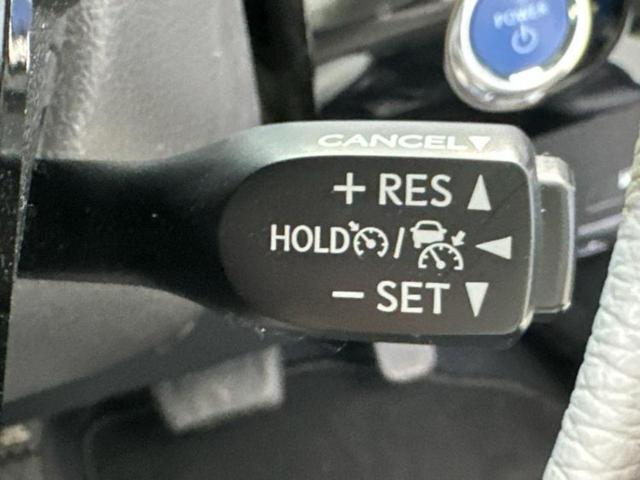 POWER
CANCEL▼
+ RES ▲
HOLD / ◀
− SET ▼